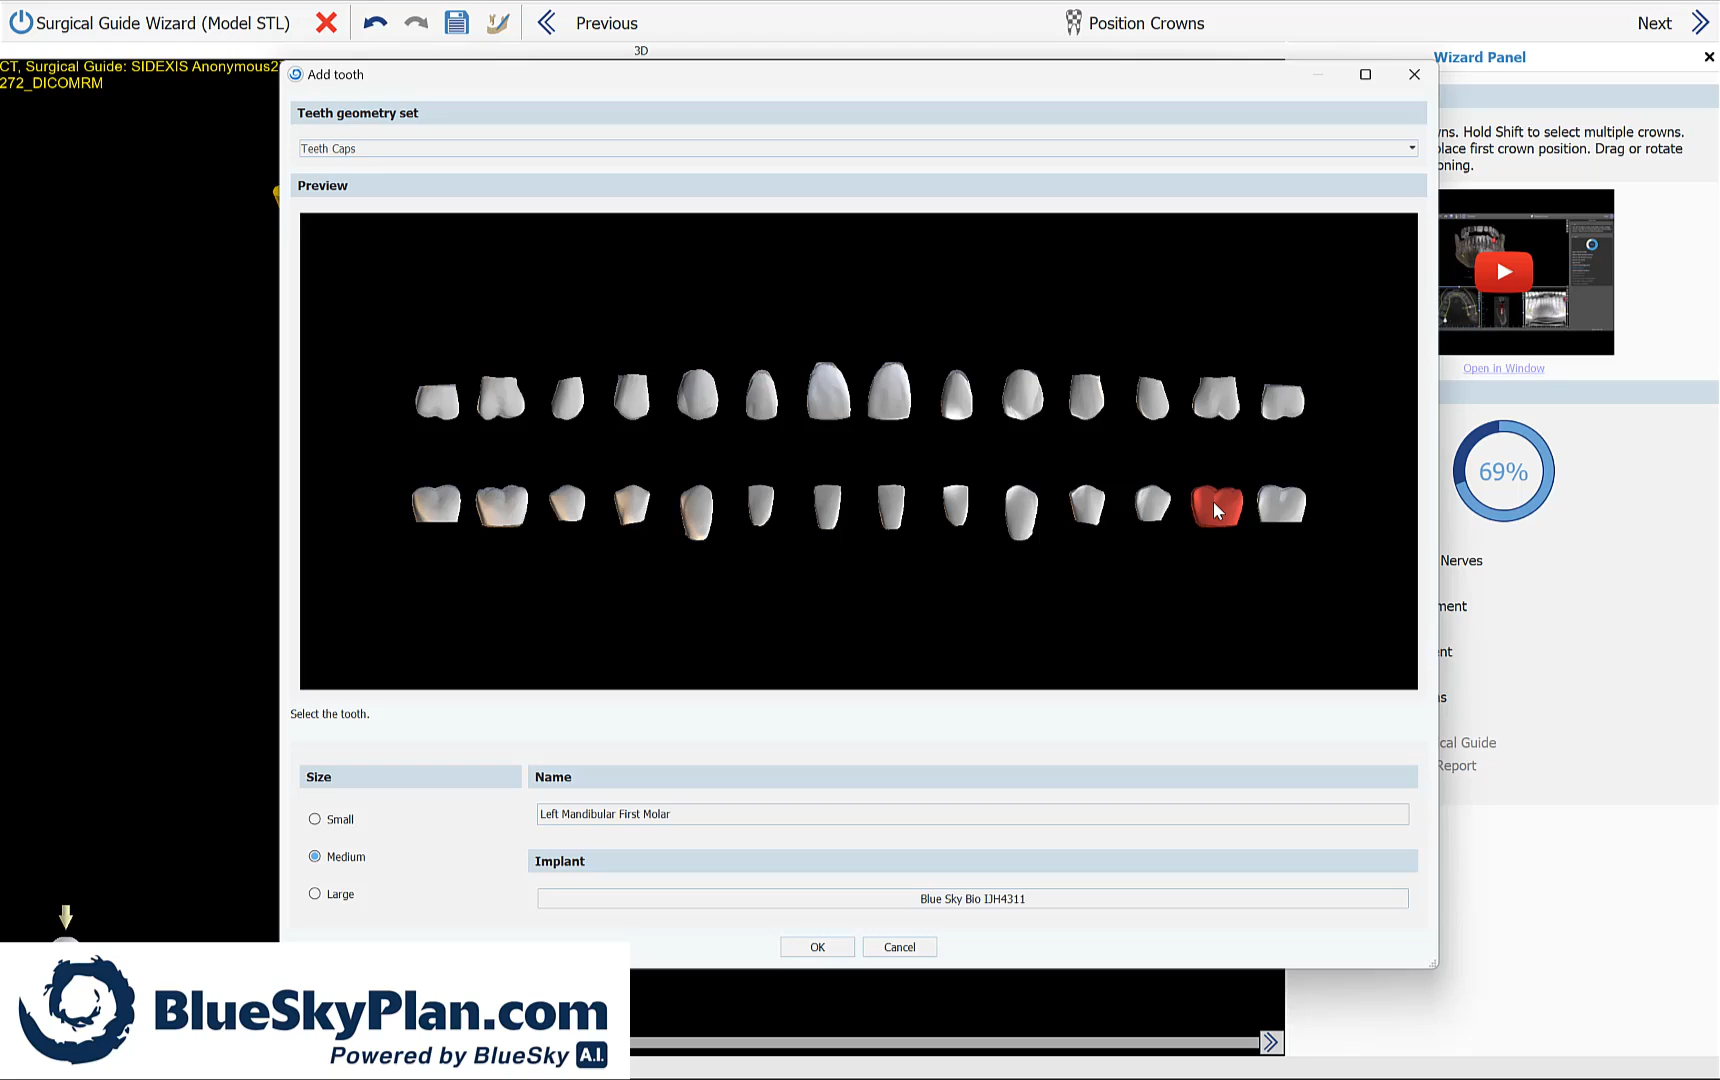 Surgical Guide Wizard (Model STL)
Previous
Position Crowns
Next
3D
Wizard Panel
CT, Surgical Guide: SIDEXIS Anonymous2
272_DICOMRM
Add tooth
Teeth geometry set
Teeth Caps
Preview
wns. Hold Shift to select multiple crowns.
lace first crown position. Drag or rotate
oning.
Open In Window
69%
Nerves
ment
nt
s
cal Guide
Report
Select the tooth.
Size
Name
Small
Left Mandibular First Molar
Medium
Implant
Large
Blue Sky Bio IJH4311
OK
Cancel
BlueSkyPlan.com
Powered by BlueSky A.I.